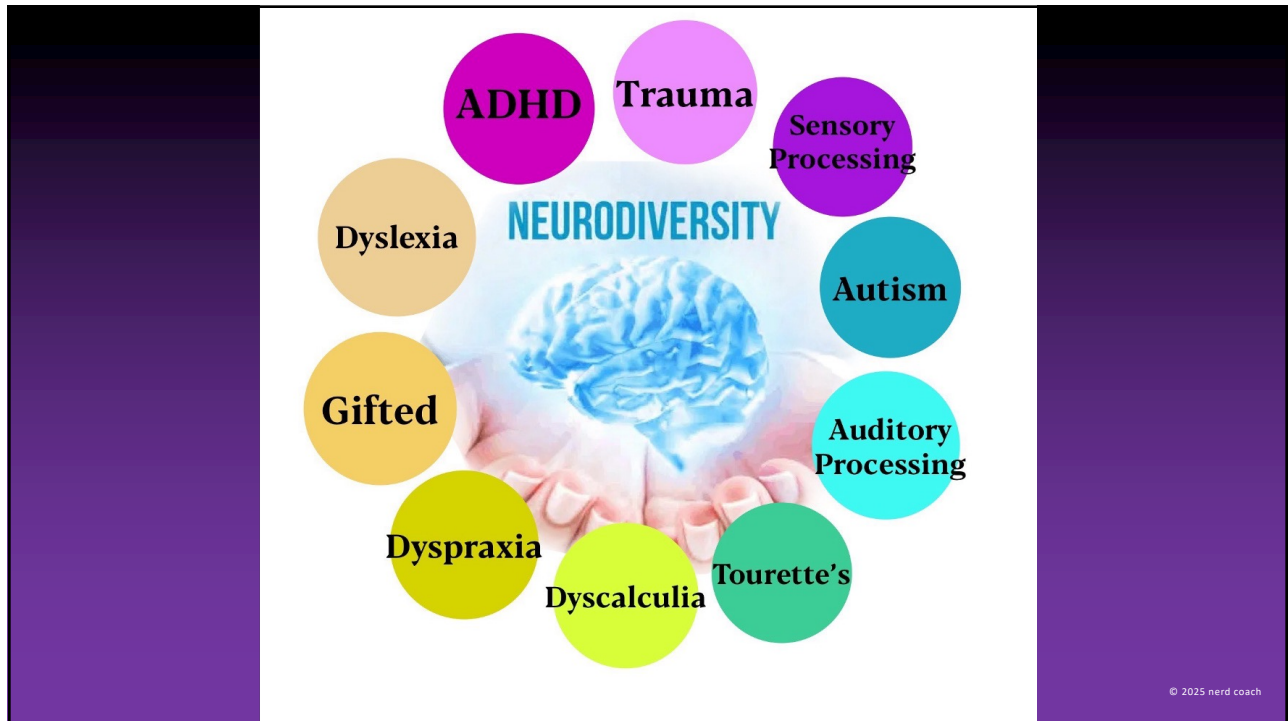 ADHD
Trauma
Sensory
Processing
NEURODIVERSITY
Dyslexia
Autism
Gifted
Auditory
Processing
Dyspraxia
Dyscalculia
Tourette’s
© 2025 nerd coach